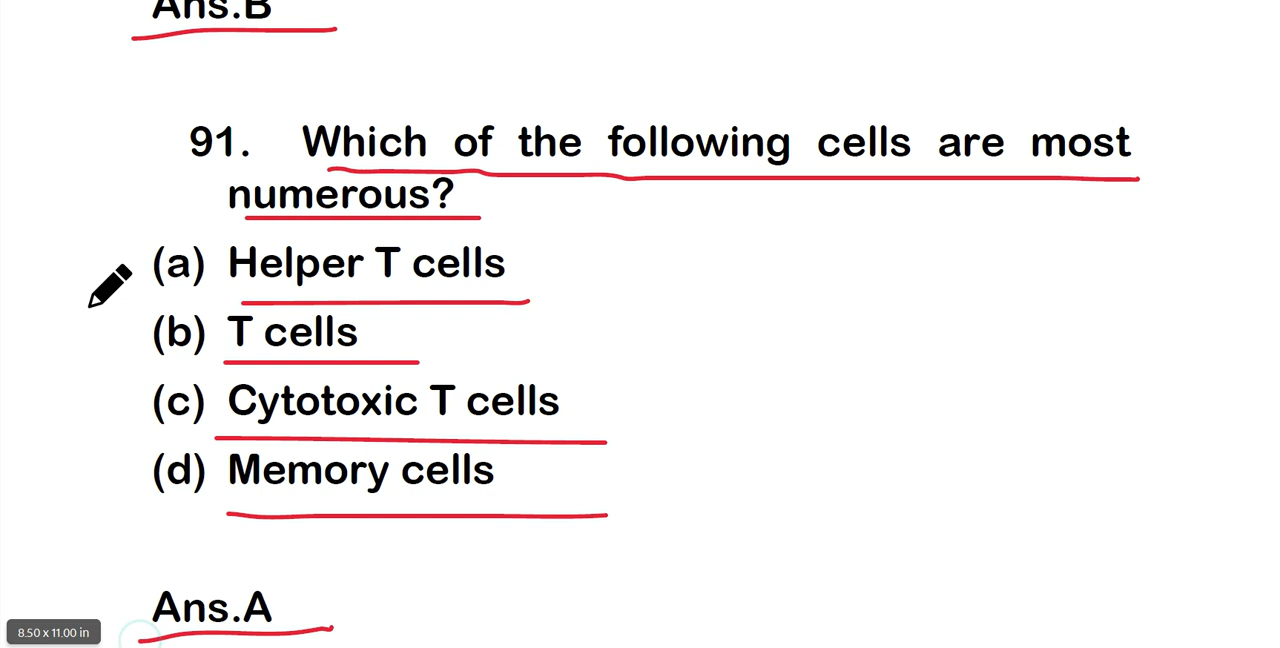 Ans.B
91. Which of the following cells are most
numerous?
(a) Helper T cells
(b) T cells
(c) Cytotoxic T cells
(d) Memory cells
Ans.A
8.50 x 11.00 in